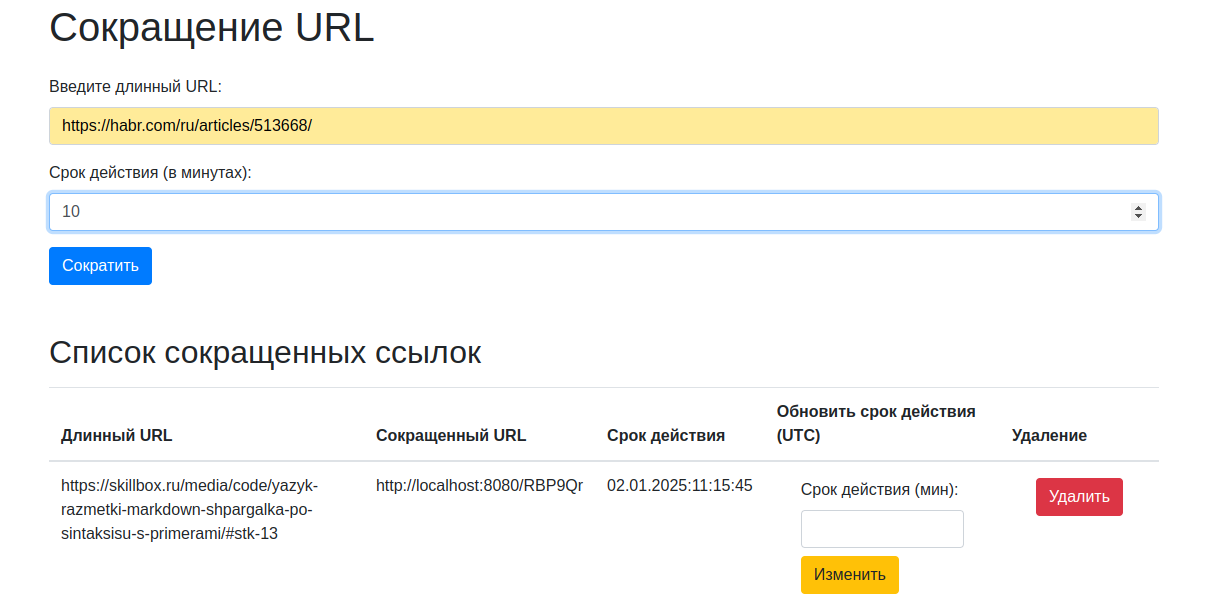 Сокращение URL
Введите длинный URL:
https://habr.com/ru/articles/513668/
Срок действия (в минутах):
10
Сократить
Список сокращенных ссылок
Длинный URL
Сокращенный URL
Срок действия
Обновить срок действия
(UTC)
Удаление
https://skillbox.ru/media/code/yazyk-
razmetki-markdown-shpargalka-po-
sintaksisu-s-primerami/#stk-13
http://localhost:8080/RBP9Qr
02.01.2025:11:15:45
Срок действия (мин):
Изменить
Удалить